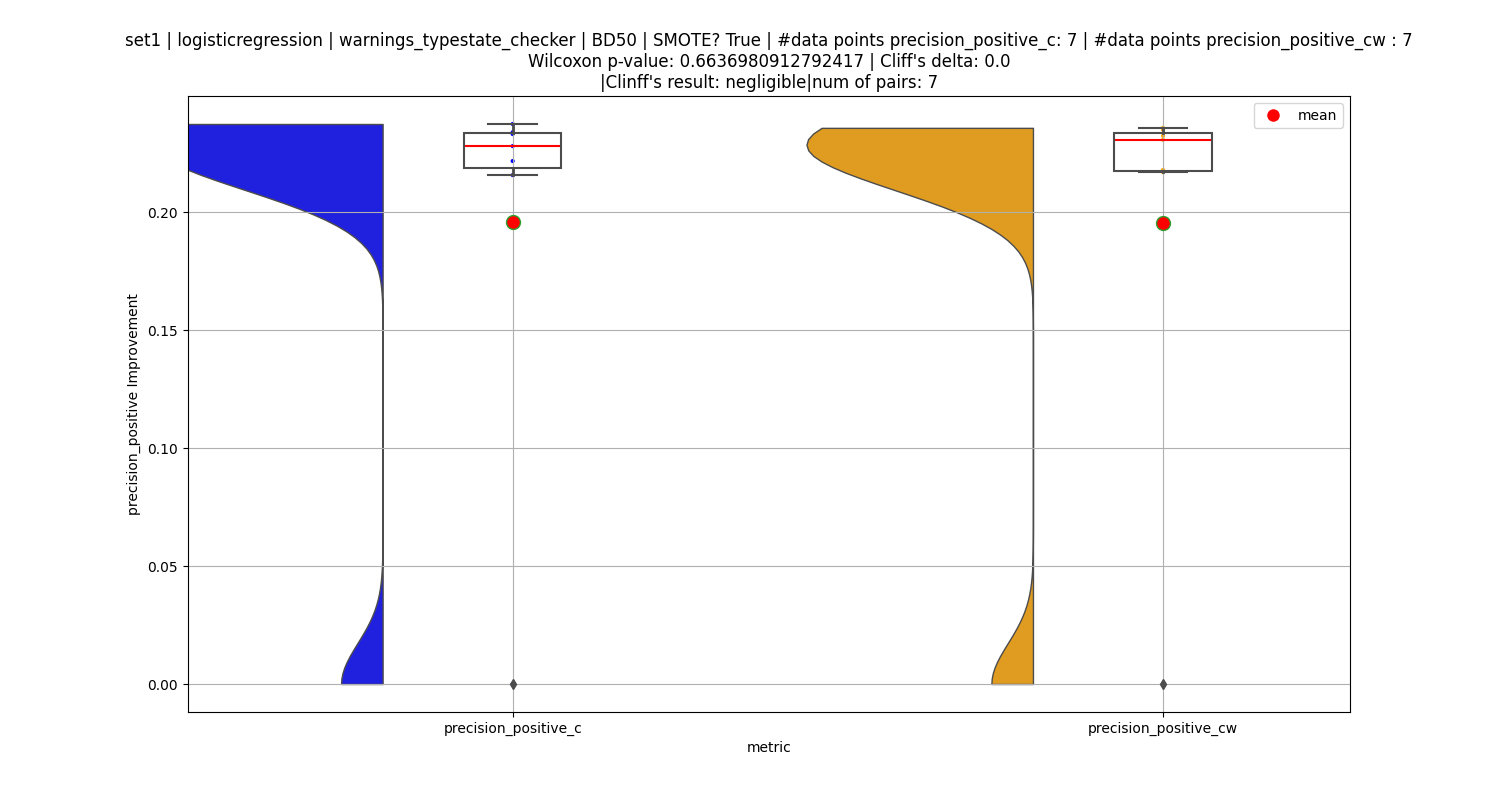 set1 | logisticregression | warnings_typestate_checker | BD50 | SMOTE? True | #data points precision_positive_c: 7 | #data points precision_positive_cw : 7
Wilcoxon p-value: 0.6636980912792417 | Cliff's delta: 0.0
|Clinff's result: negligible|num of pairs: 7
mean
precision_positive Improvement
0.20
0.15
0.10
0.05
0.00
precision_positive_c
precision_positive_cw
metric